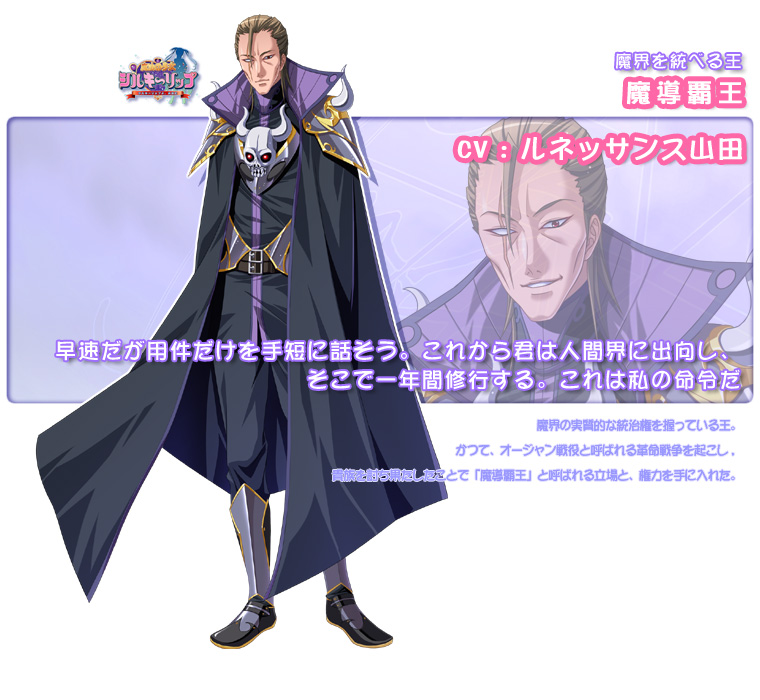 シルキーリップ
魔界を統べる王
魔導覇王
CV：ルネッサンス山田
早速だが用件だけを手短に話そう。これから君は人間界に出向し、
そこで一年間修行する。これは私の命令だ
魔界の実質的な統治権を握っている王。
かつて、オージャン戦役と呼ばれる革命戦争を起こし、
貴族を討ち果たしたことで「魔導覇王」と呼ばれる立場と、権力を手に入れた。